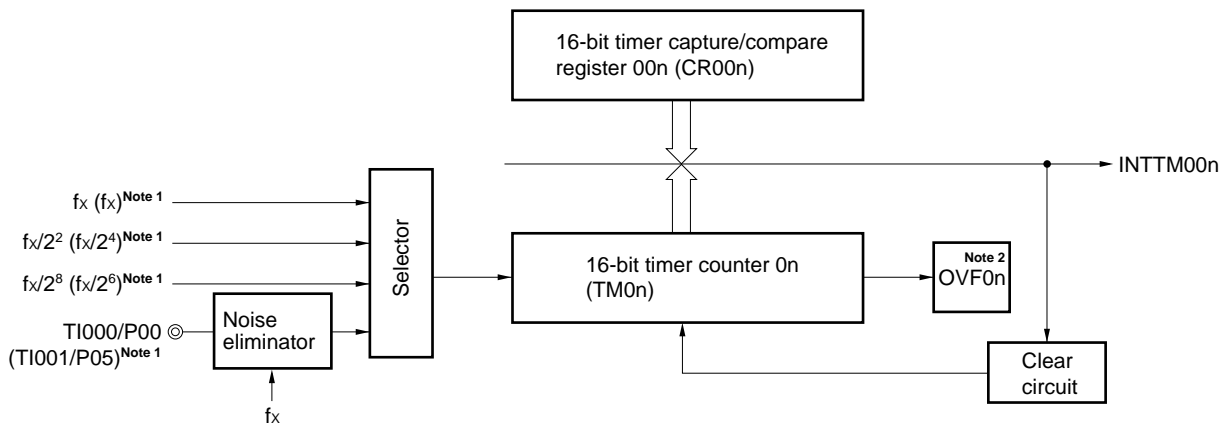 16-bit timer capture/compare
register 00n (CR00n)
INTTM00n
fX (fX)Note 1
fX/2² (fX/2⁴)Note 1
fX/2⁸ (fX/2⁶)Note 1
TI000/P00
(TI001/P05)Note 1
Noise
eliminator
fX
Selector
16-bit timer counter 0n
(TM0n)
Note 2
OVF0n
Clear
circuit